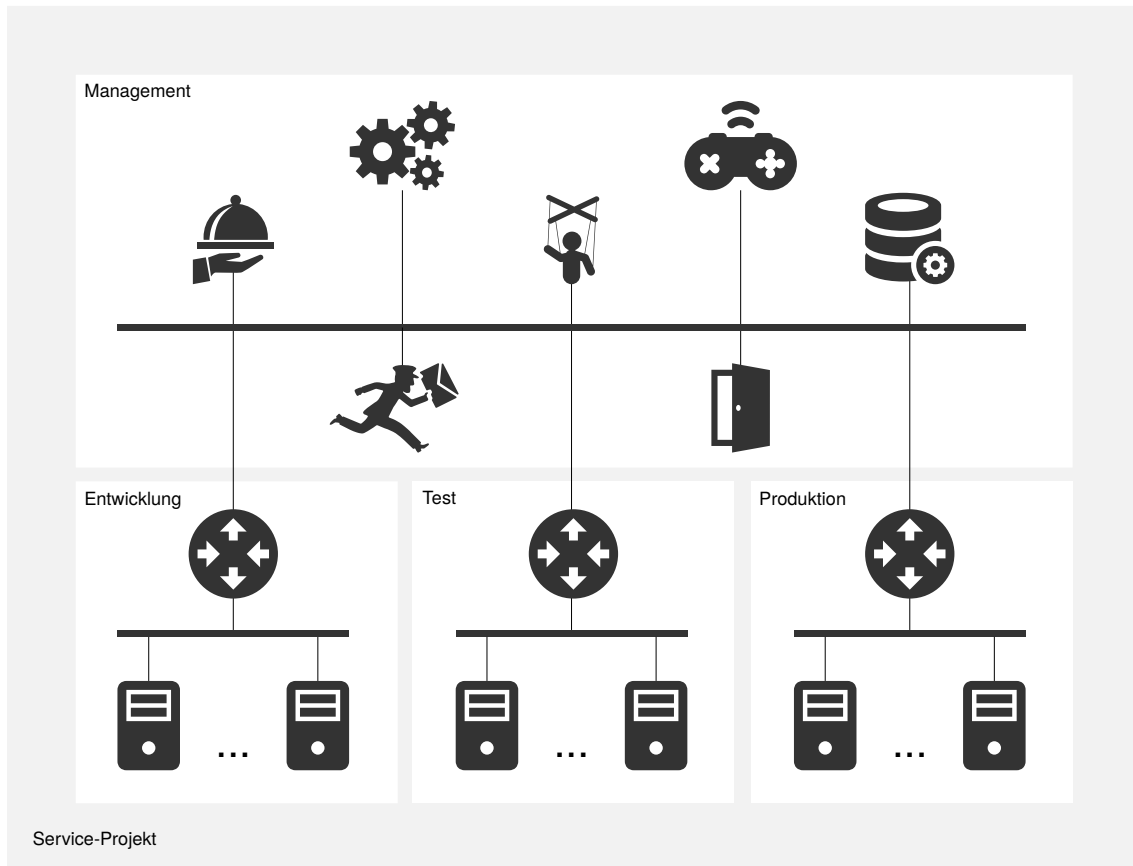 Management
Entwicklung
Test
Produktion
...
...
...
Service-Projekt